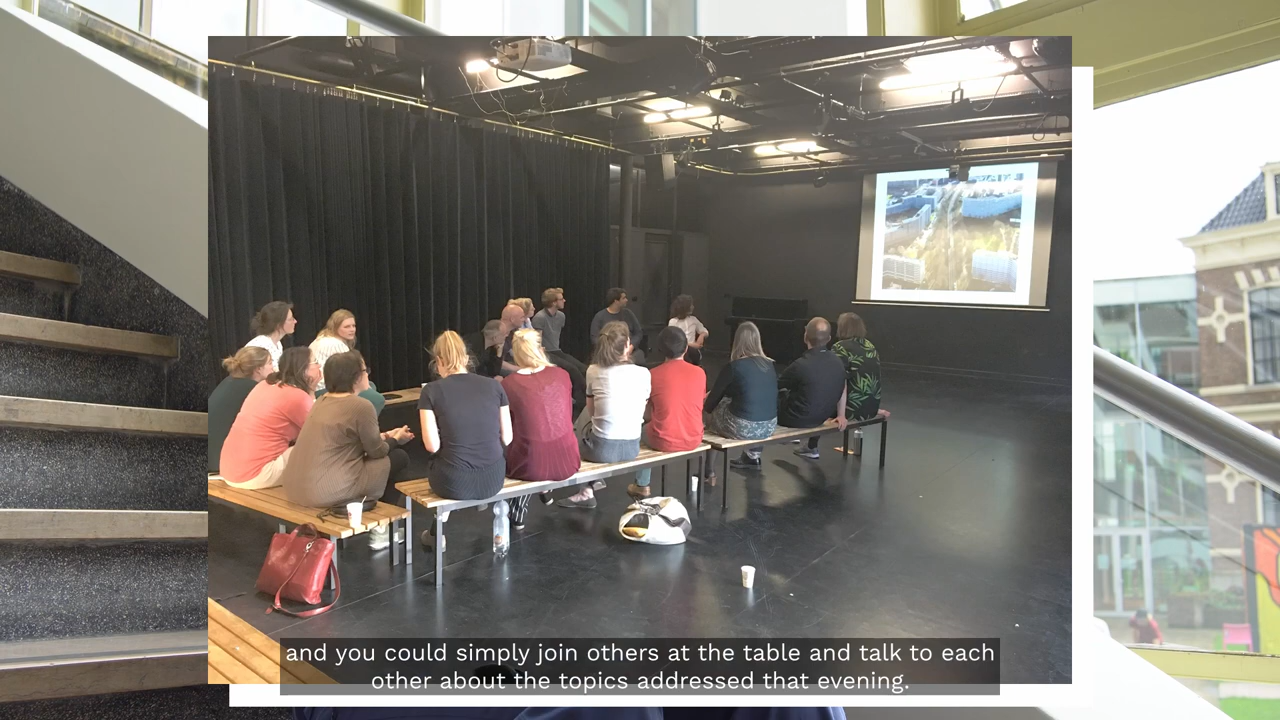 and you could simply join others at the table and talk to each
other about the topics addressed that evening.